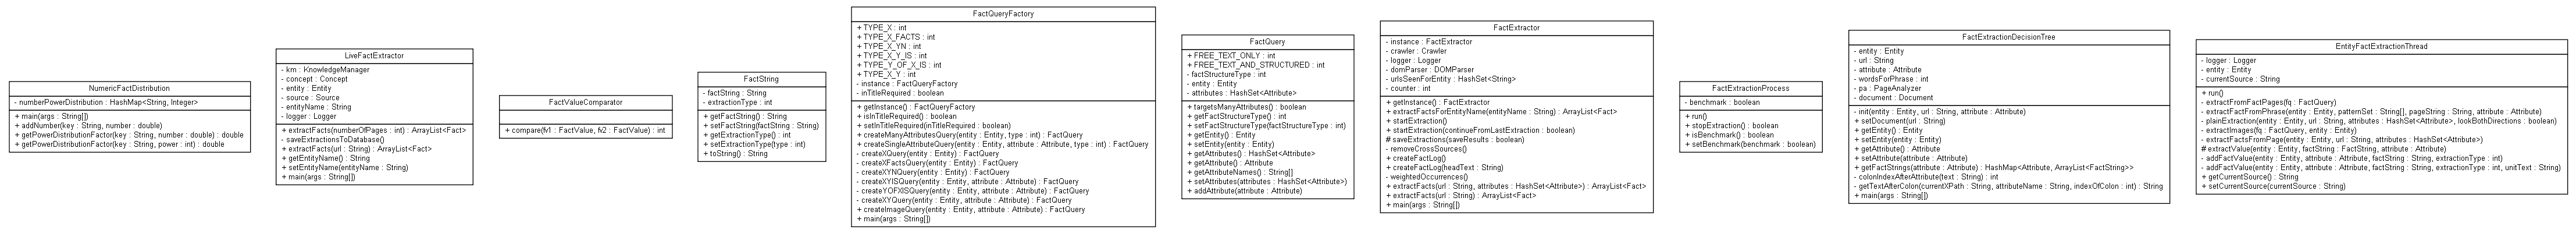 NumericFactDistribution
- numberPowerDistribution : HashMap<String, Integer>
+ main(args : String[])
+ addNumber(key : String, number : double)
+ getPowerDistributionFactor(key : String, number : double) : double
+ getPowerDistributionFactor(key : String, power : int) : double
LiveFactExtractor
- km : KnowledgeManager
- concept : Concept
- entity : Entity
- source : Source
- entityName : String
- logger : Logger
+ extractFacts(numberOfPages : int) : ArrayList<Fact>
- saveExtractionsToDatabase()
+ extractFacts(url : String) : ArrayList<Fact>
+ getEntityName() : String
+ setEntityName(entityName : String)
+ main(args : String[])
FactValueComparator
+ compare(fv1 : FactValue, fv2 : FactValue) : int
FactString
- factString : String
- extractionType : int
+ getFactString() : String
+ setFactString(factString : String)
+ getExtractionType() : int
+ setExtractionType(type : int)
+ toString() : String
FactQueryFactory
+ TYPE_X : int
+ TYPE_X_FACTS : int
+ TYPE_X_YN : int
+ TYPE_X_Y_IS : int
+ TYPE_Y_OF_X_IS : int
+ TYPE_X_Y : int
- instance : FactQueryFactory
- inTitleRequired : boolean
+ getInstance() : FactQueryFactory
+ isInTitleRequired() : boolean
+ setInTitleRequired(inTitleRequired : boolean)
+ createManyAttributesQuery(entity : Entity, type : int) : FactQuery
+ createSingleAttributeQuery(entity : Entity, attribute : Attribute, type : int) : FactQuery
- createXQuery(entity : Entity) : FactQuery
- createXFactsQuery(entity : Entity) : FactQuery
- createXYNQuery(entity : Entity) : FactQuery
- createXYISQuery(entity : Entity, attribute : Attribute) : FactQuery
- createYOFXISQuery(entity : Entity, attribute : Attribute) : FactQuery
- createXYQuery(entity : Entity, attribute : Attribute) : FactQuery
+ createImageQuery(entity : Entity, attribute : Attribute) : FactQuery
+ main(args : String[])
FactQuery
+ FREE_TEXT_ONLY : int
+ FREE_TEXT_AND_STRUCTURED : int
- factStructureType : int
- entity : Entity
- attributes : HashSet<Attribute>
+ targetsManyAttributes() : boolean
+ getFactStructureType() : int
+ setFactStructureType(factStructureType : int)
+ getEntity() : Entity
+ setEntity(entity : Entity)
+ getAttributes() : HashSet<Attribute>
+ getAttribute() : Attribute
+ getAttributeNames() : String[]
+ setAttributes(attributes : HashSet<Attribute>)
+ addAttribute(attribute : Attribute)
FactExtractor
- instance : FactExtractor
- crawler : Crawler
- logger : Logger
- domParser : DOMParser
- urlsSeenForEntity : HashSet<String>
- counter : int
+ getInstance() : FactExtractor
+ extractFactsForEntity(entityName : String) : ArrayList<Fact>
+ startExtraction()
+ startExtraction(continueFromLastExtraction : boolean)
# saveExtractions(saveResults : boolean)
- removeCrossSources()
+ createFactLog()
+ createFactLog(headText : String)
- weightedOccurrences()
+ extractFacts(url : String, attributes : HashSet<Attribute>) : ArrayList<Fact>
+ extractFacts(url : String) : ArrayList<Fact>
+ main(args : String[])
FactExtractionProcess
- benchmark : boolean
+ run()
+ stopExtraction() : boolean
+ isBenchmark() : boolean
+ setBenchmark(benchmark : boolean)
FactExtractionDecisionTree
- entity : Entity
- url : String
- attribute : Attribute
- wordsForPhrase : int
- pa : PageAnalyzer
- document : Document
- init(entity : Entity, url : String, attribute : Attribute)
+ setDocument(url : String)
+ getEntity() : Entity
+ setEntity(entity : Entity)
+ getAttribute() : Attribute
+ setAttribute(attribute : Attribute)
+ getFactStrings(attribute : Attribute) : HashMap<Attribute, ArrayList<FactString>>
- colonIndexAfterAttribute(text : String) : int
- getTextAfterColon(currentXPath : String, attributeName : String, indexOfColon : int) : String
+ main(args : String[])
EntityFactExtractionThread
- logger : Logger
- entity : Entity
- currentSource : String
+ run()
- extractFromFactPages(fq : FactQuery)
- extractFactFromPhrase(entity : Entity, patternSet : String[], pageString : String, attribute : Attribute)
- plainExtraction(entity : Entity, url : String, attributes : HashSet<Attribute>, lookBothDirections : boolean)
- extractImages(fq : FactQuery, entity : Entity)
- extractFactsFromPage(entity : Entity, url : String, attributes : HashSet<Attribute>)
# extractValue(entity : Entity, factString : FactString, attribute : Attribute)
- addFactValue(entity : Entity, attribute : Attribute, factString : String, extractionType : int)
- addFactValue(entity : Entity, attribute : Attribute, factString : String, extractionType : int, unitText : String)
+ getCurrentSource() : String
+ setCurrentSource(currentSource : String)